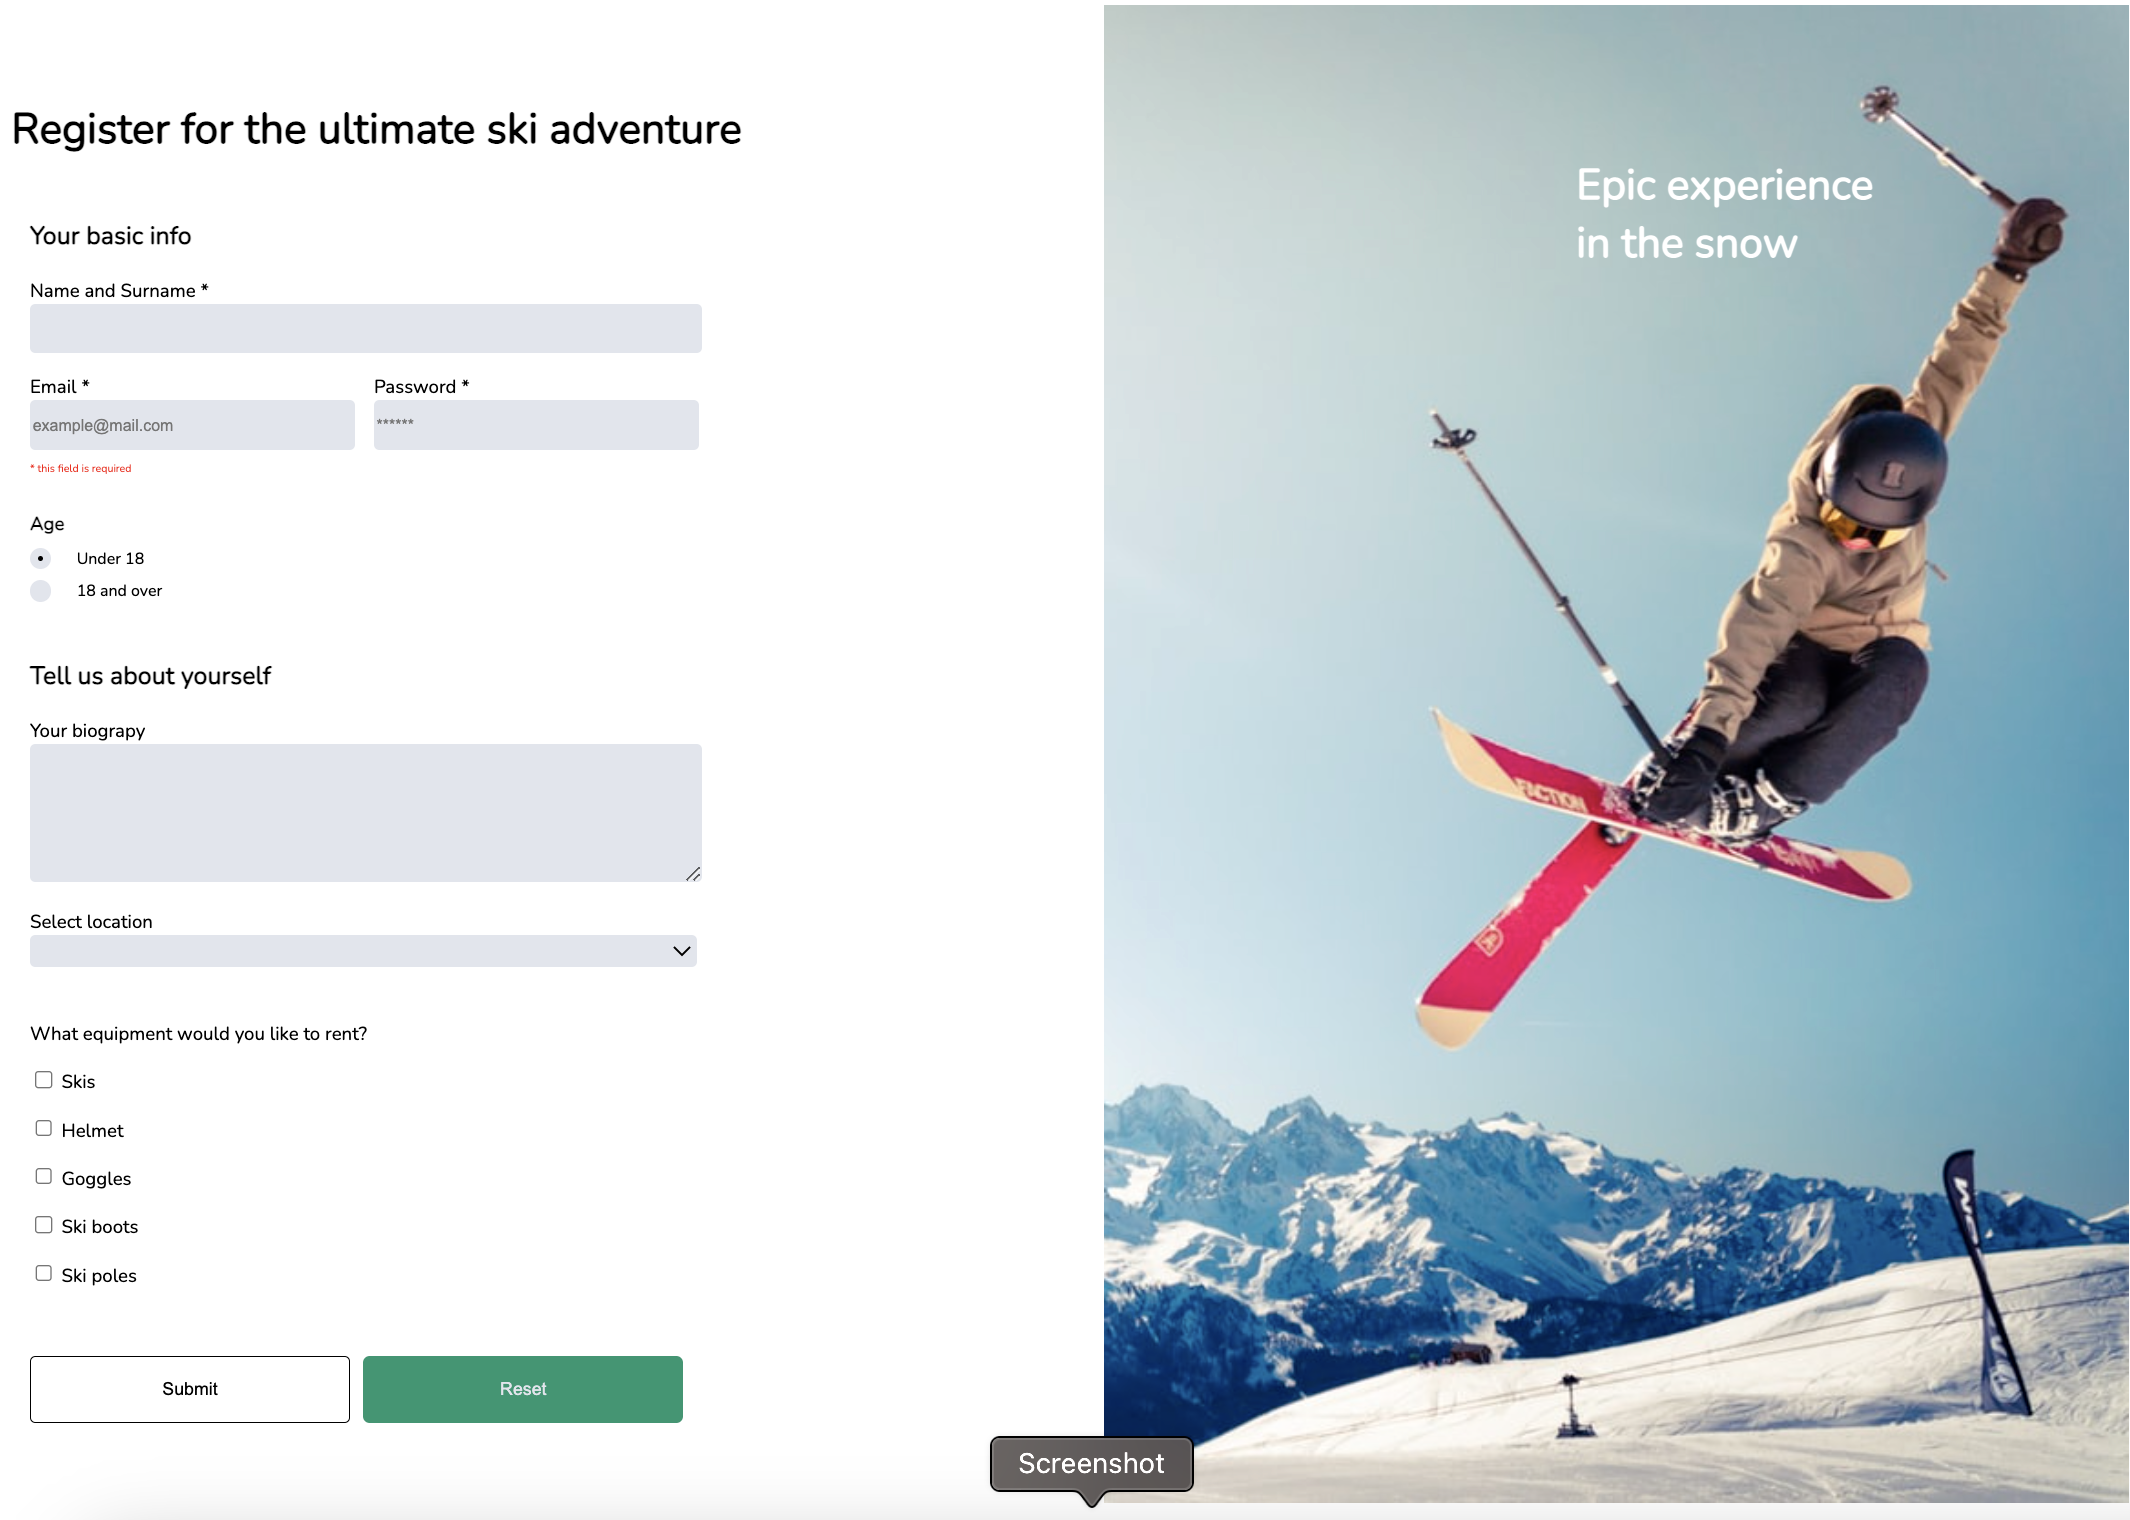 Register for the ultimate ski adventure
Your basic info
Name and Surname *
Email *
Password *
example@mail.com
******
* this field is required
Age
Under 18
18 and over
Tell us about yourself
Your biograpy
Select location
What equipment would you like to rent?
Skis
Helmet
Goggles
Ski boots
Ski poles
Submit
Reset
Epic experience
in the snow
FACTION
Screenshot